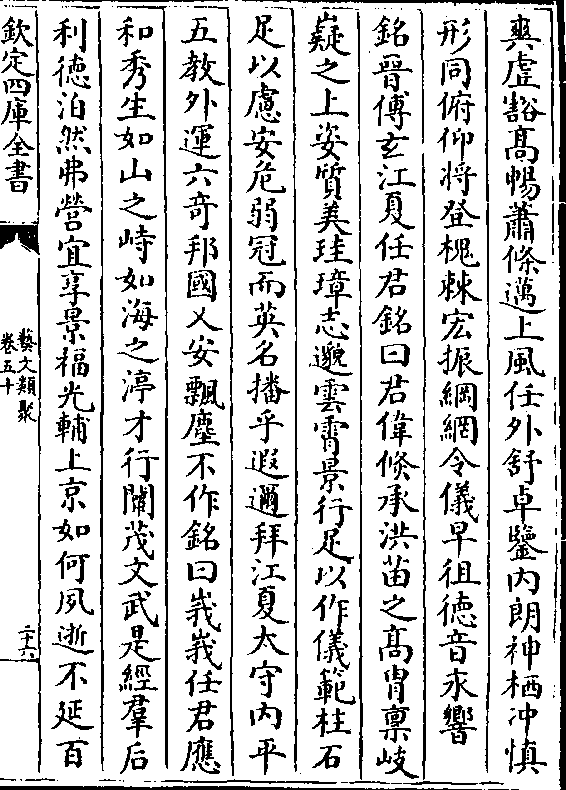 爽虛豁髙暢蕭條邁上風任外舒卓鑒内朗神栖冲慎
形同俯仰将登槐棘宏振綱網令儀早徂徳音永響
銘晉傅玄江夏任君銘曰君偉倐承洪苗之髙胄禀岐
嶷之上姿質美珪璋志邈雲霄景行足以作儀範柱石
足以慮安危弱冠而英名播乎遐邇拜江夏太守内平
五教外運六竒邦國乂安飄塵不作銘曰峩峩任君應
和秀生如山之峙如海之渟才行闡茂文武是經羣后
利徳泊然弗營宜享景福光輔上京如何夙逝不延百
欽定四庫全書
藝文類聚
卷五十
二十六